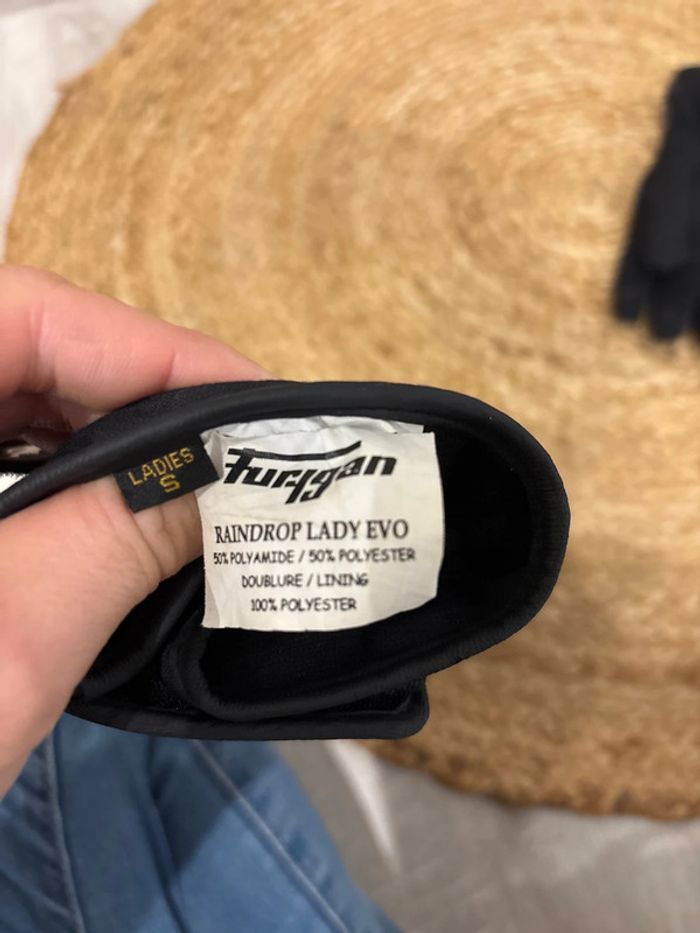 LADIES
S
Furygan
RAINDROP LADY EVO
50% POLYAMIDE / 50% POLYESTER
DOUBLURE / LINING
100% POLYESTER